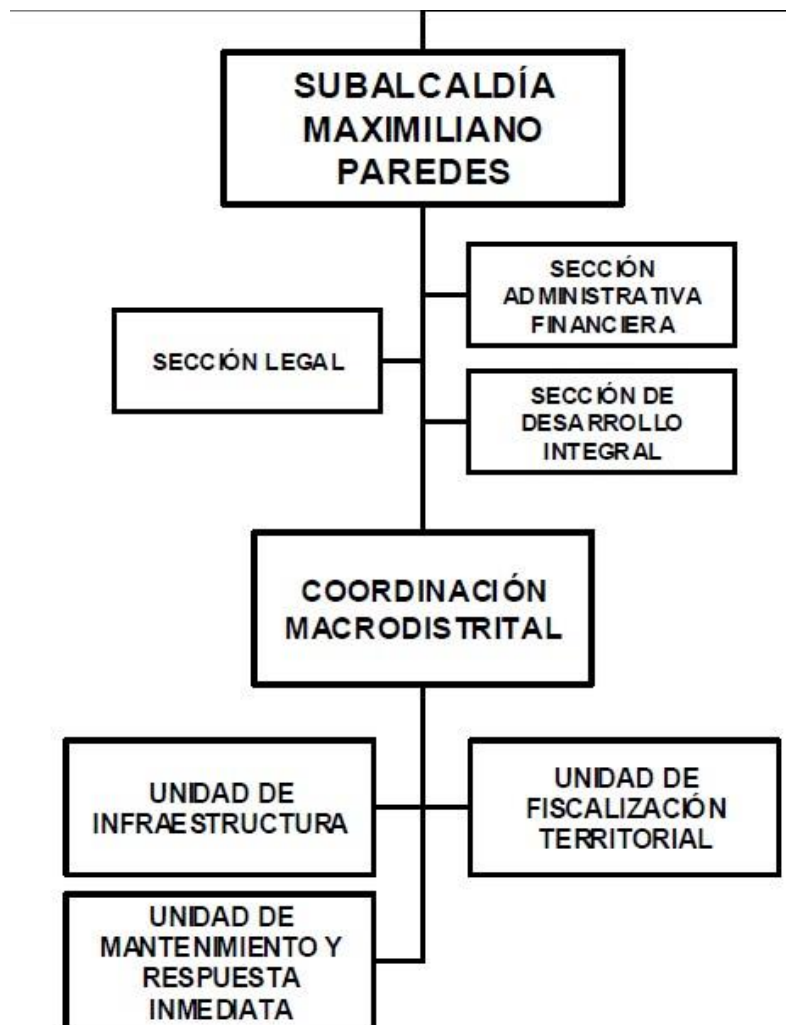 SUBALCALDÍA
MAXIMILIANO
PAREDES
SECCIÓN
ADMINISTRATIVA
FINANCIERA
SECCIÓN LEGAL
SECCIÓN DE
DESARROLLO
INTEGRAL
COORDINACIÓN
MACRODISTRITAL
UNIDAD DE
INFRAESTRUCTURA
UNIDAD DE
FISCALIZACIÓN
TERRITORIAL
UNIDAD DE
MANTENIMIENTO Y
RESPUESTA
INMEDIATA